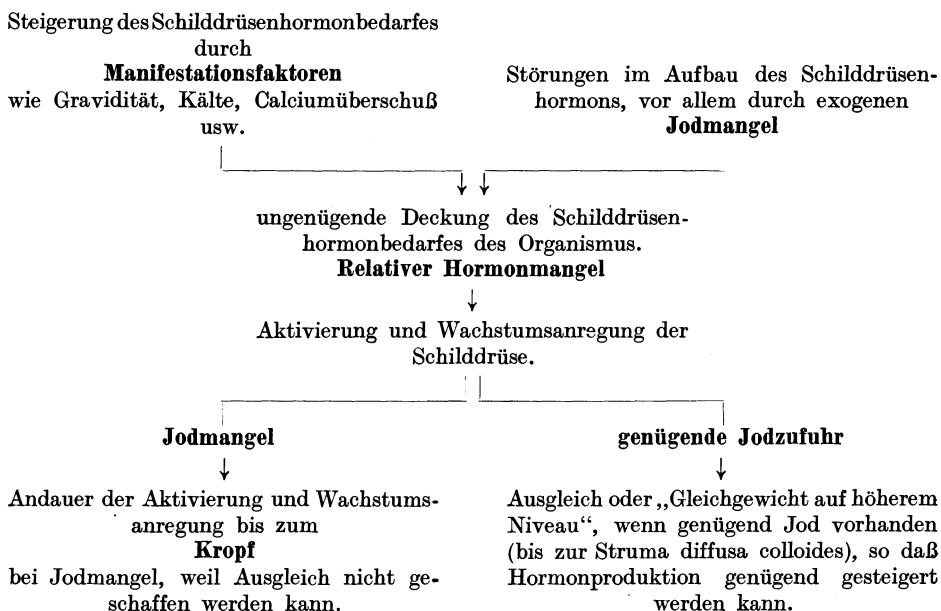 Steigerung des Schilddrüsenhormonbedarfes
durch
Manifestationsfaktoren
wie Gravidität, Kälte, Calciumüberschuß
usw.
Störungen im Aufbau des Schilddrüsen-
hormons, vor allem durch exogenen
Jodmangel
ungenügende Deckung des Schilddrüsen-
hormonbedarfes des Organismus.
Relativer Hormonmangel
Aktivierung und Wachstumsanregung der
Schilddrüse.
Jodmangel
Andauer der Aktivierung und Wachstums-
anregung bis zum
Kropf
bei Jodmangel, weil Ausgleich nicht ge-
schaffen werden kann.
genügende Jodzufuhr
Ausgleich oder „Gleichgewicht auf höherem
Niveau“, wenn genügend Jod vorhanden
(bis zur Struma diffusa colloides), so daß
Hormonproduktion genügend gesteigert
werden kann.